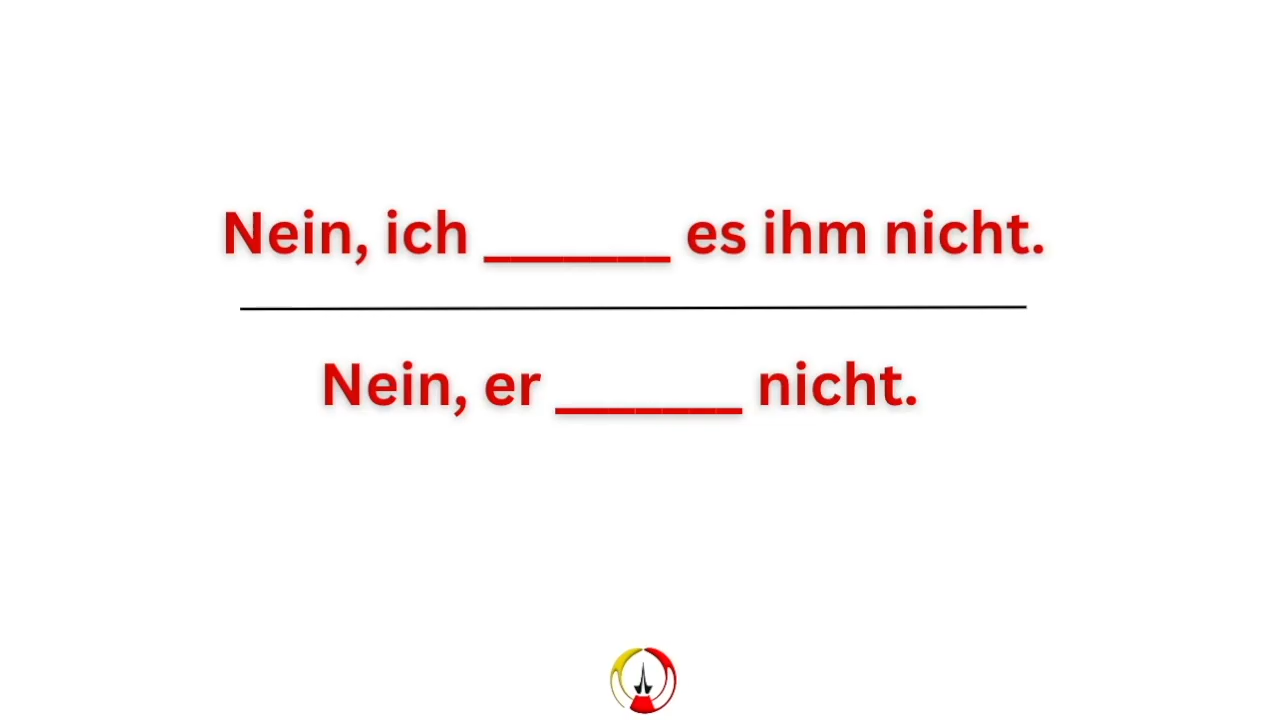 Nein, ich _______ es ihm nicht.
Nein, er _______ nicht.